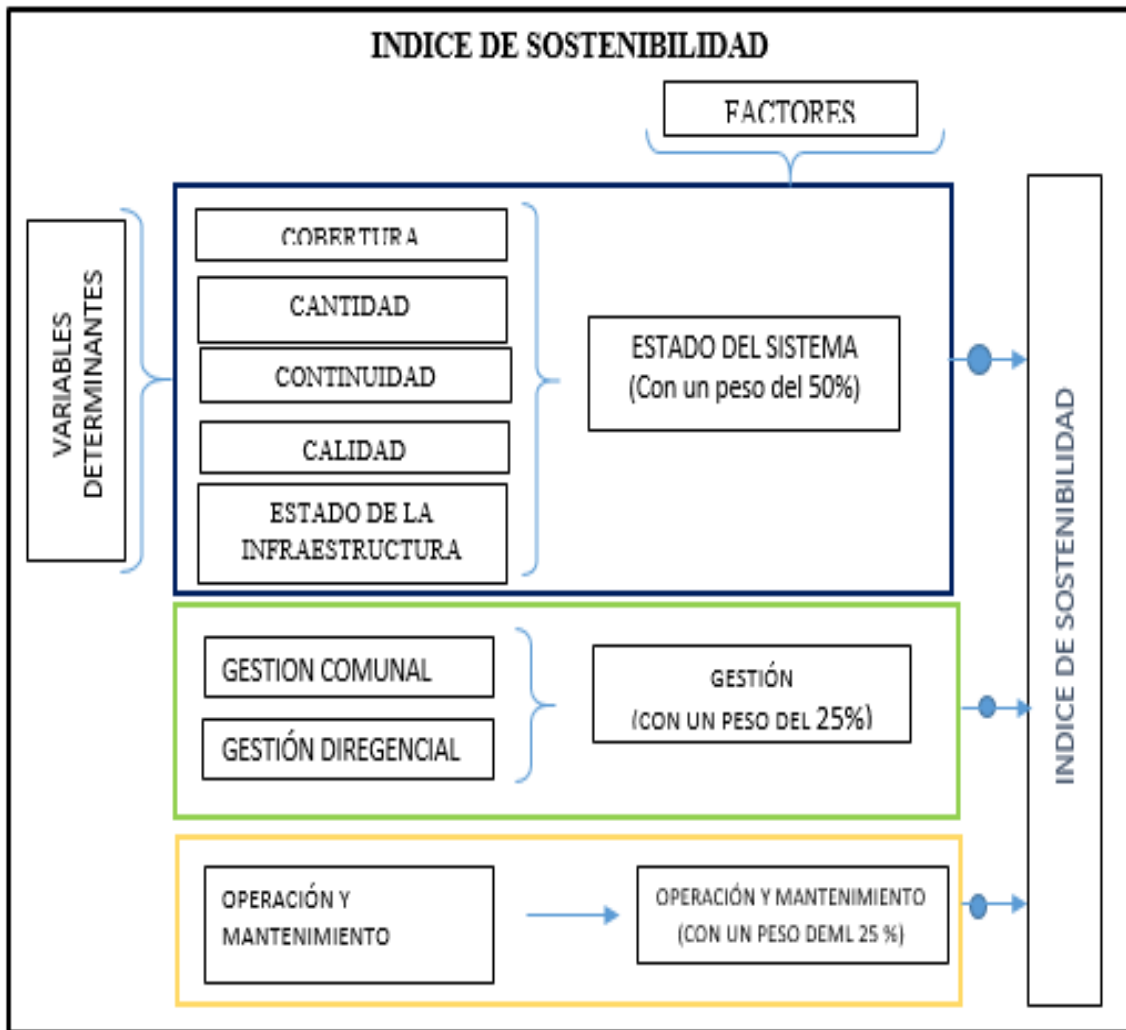 INDICE DE SOSTENIBILIDAD
FACTORES
VARIABLES
DETERMINANTES
COBERTURA
CANTIDAD
CONTINUIDAD
CALIDAD
ESTADO DE LA
INFRAESTRUCTURA
ESTADO DEL SISTEMA
(Con un peso del 50%)
GESTION COMUNAL
GESTIÓN DIREGENCIAL
GESTIÓN
(CON UN PESO DEL 25%)
OPERACIÓN Y
MANTENIMIENTO
OPERACIÓN Y MANTENIMIENTO
(CON UN PESO DEML 25 %)
INDICE DE SOSTENIBILIDAD